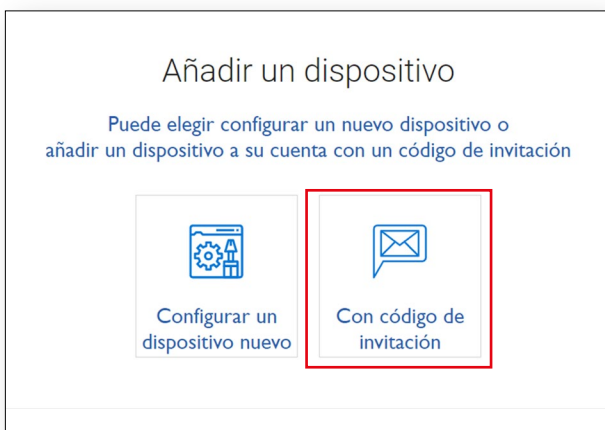 Añadir un dispositivo
Puede elegir configurar un nuevo dispositivo o
añadir un dispositivo a su cuenta con un código de invitación
Configurar un
dispositivo nuevo
Con código de
invitación